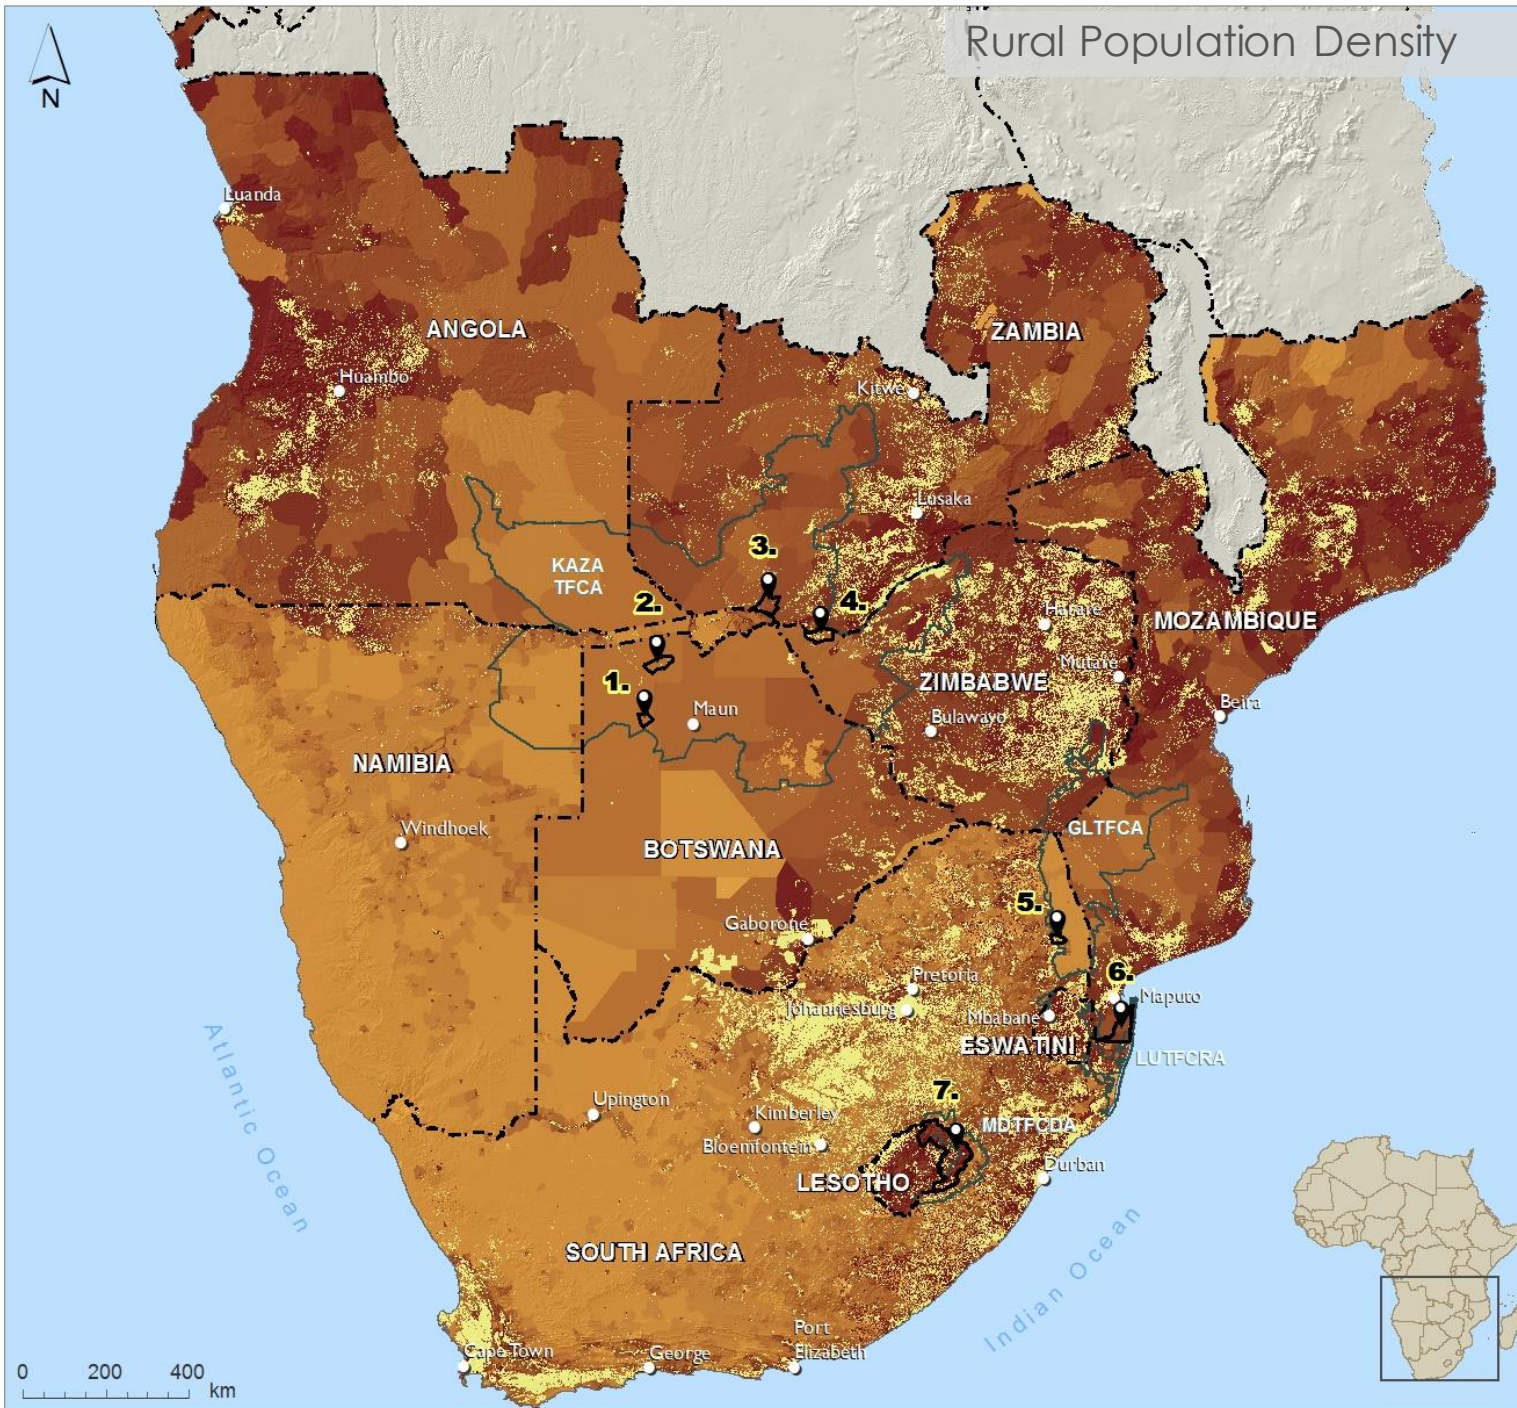 Rural Population Density
N
Luanda
ANGOLA
ZAMBIA
Huambo
Kitwe
Lusaka
3.
KAZA
TFCA
2.
4.
Harare
MOZAMBIQUE
Mutare
1.
ZIMBABWE
Maun
Beira
Bulawayo
NAMIBIA
Windhoek
GLTFCA
BOTSWANA
5.
Gaborone
6.
Pretoria
Maputo
Johannesburg
Mbabane
ESWATINI
LUTFCRA
Atlantic Ocean
7.
Upington
Kimberley
MDTFCDA
Bloemfontein
Durban
LESOTHO
SOUTH AFRICA
Indian Ocean
Port
Elizabeth
Cape Town
George
0 200 400
km